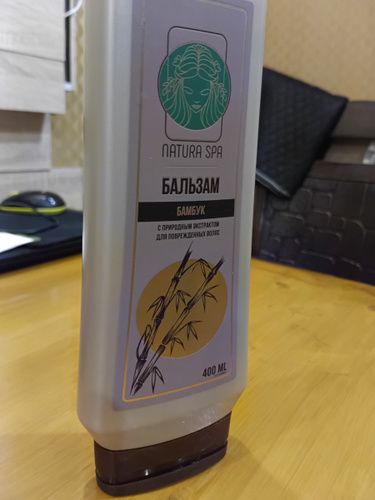 NATURA SPA
БАЛЬЗАМ
БАМБУК
С ПРИРОДНЫМ ЭКСТРАКТОМ
ДЛЯ ПОВРЕЖДЕННЫХ ВОЛОС
400 ML